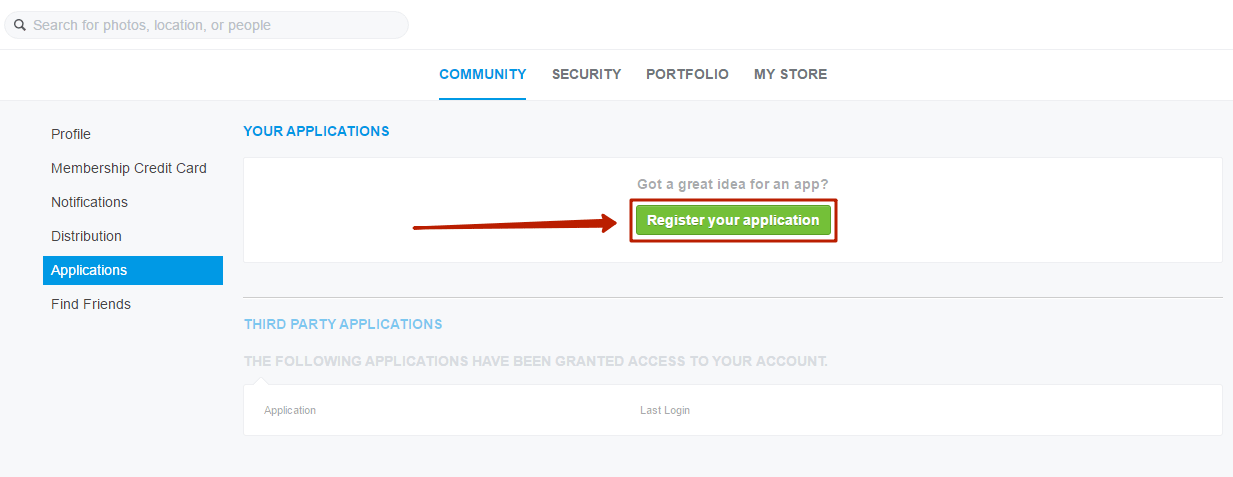 Search for photos, location, or people
COMMUNITY SECURITY PORTFOLIO MY STORE
Profile
Membership Credit Card
Notifications
Distribution
Applications
Find Friends
YOUR APPLICATIONS
Got a great idea for an app?
Register your application
THIRD PARTY APPLICATIONS
THE FOLLOWING APPLICATIONS HAVE BEEN GRANTED ACCESS TO YOUR ACCOUNT.
Application Last Login